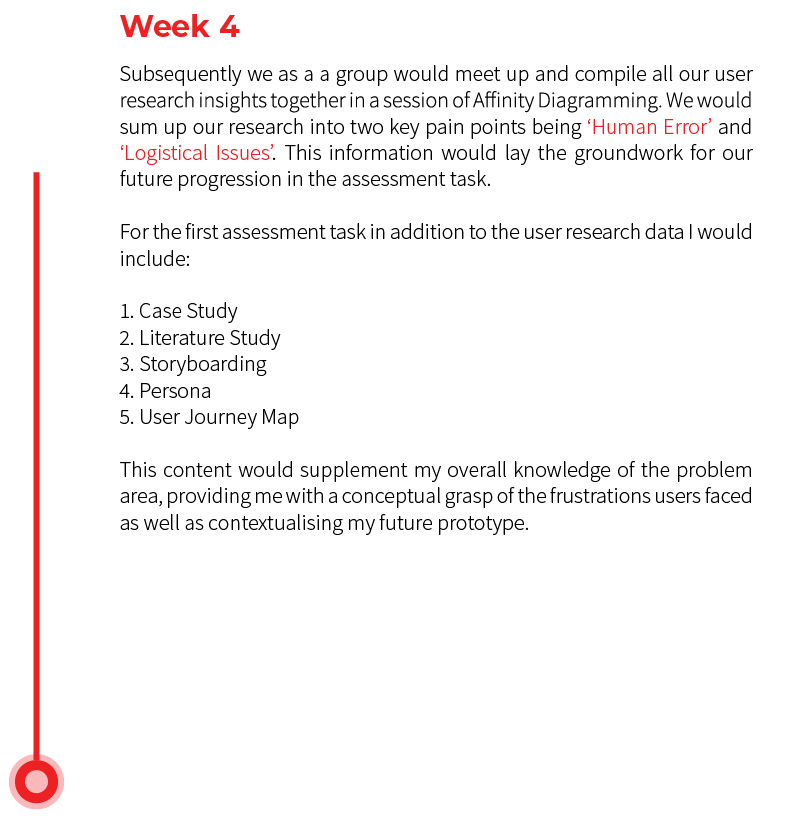 Week 4
Subsequently we as a a group would meet up and compile all our user
research insights together in a session of Affinity Diagramming. We would
sum up our research into two key pain points being ‘Human Error’ and
‘Logistical Issues’. This information would lay the groundwork for our
future progression in the assessment task.
For the first assessment task in addition to the user research data I would
include:
1. Case Study
2. Literature Study
3. Storyboarding
4. Persona
5. User Journey Map
This content would supplement my overall knowledge of the problem
area, providing me with a conceptual grasp of the frustrations users faced
as well as contextualising my future prototype.